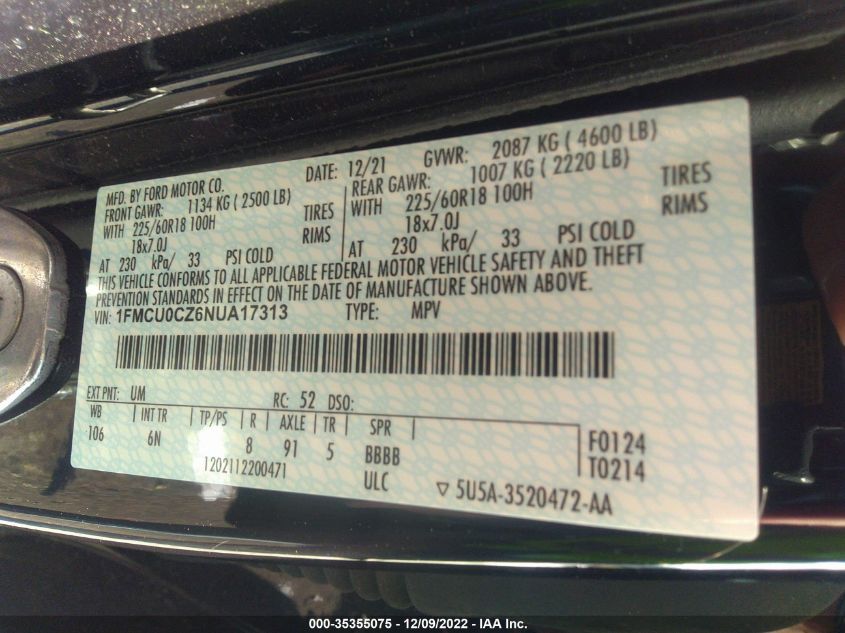 MFD. BY FORD MOTOR CO.
DATE: 12/21 GVWR: 2087 KG ( 4600 LB)
FRONT GAWR: 1134 KG ( 2500 LB)
REAR GAWR: 1007 KG ( 2220 LB)
WITH 225/60R18 100H TIRES
WITH 225/60R18 100H TIRES
18x7.0J RIMS
18x7.0J RIMS
AT 230 kPa/ 33 PSI COLD
AT 230 kPa/ 33 PSI COLD
THIS VEHICLE CONFORMS TO ALL APPLICABLE FEDERAL MOTOR VEHICLE SAFETY AND THEFT
PREVENTION STANDARDS IN EFFECT ON THE DATE OF MANUFACTURE SHOWN ABOVE.
VIN: 1FMCU0CZ6NUA17313 TYPE: MPV
EXT PNT: UM RC: 52 DSO:
WB INT TR TP/PS R AXLE TR SPR
106 6N 8 91 5 BBBB
F0124
1202112200471 ULC
T0214
▽ 5U5A-3520472-AA
000-35355075 - 12/09/2022 - IAA Inc.